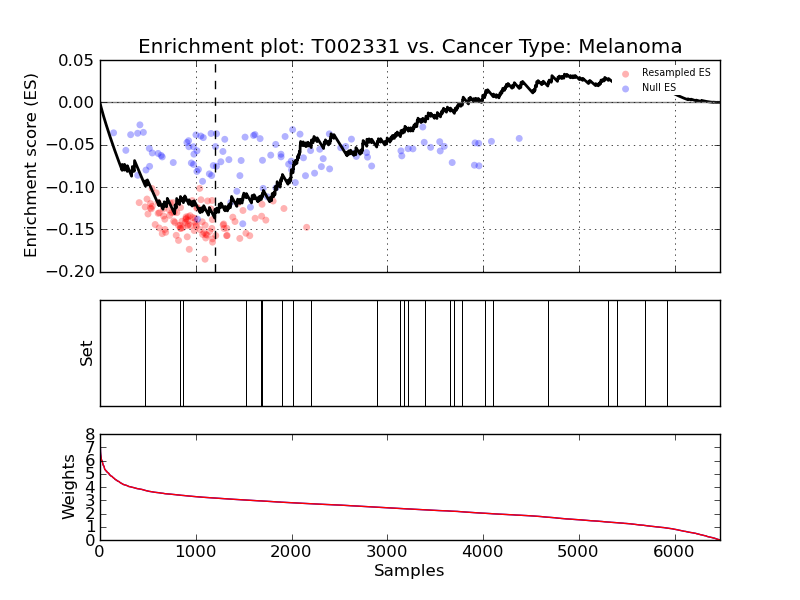 Enrichment plot: T002331 vs. Cancer Type: Melanoma
Enrichment score (ES)
0.05
0.00
−0.05
−0.10
−0.15
−0.20
Resampled ES
Null ES
Set
Weights
8
7
6
5
4
3
2
1
0
0 1000 2000 3000 4000 5000 6000
Samples